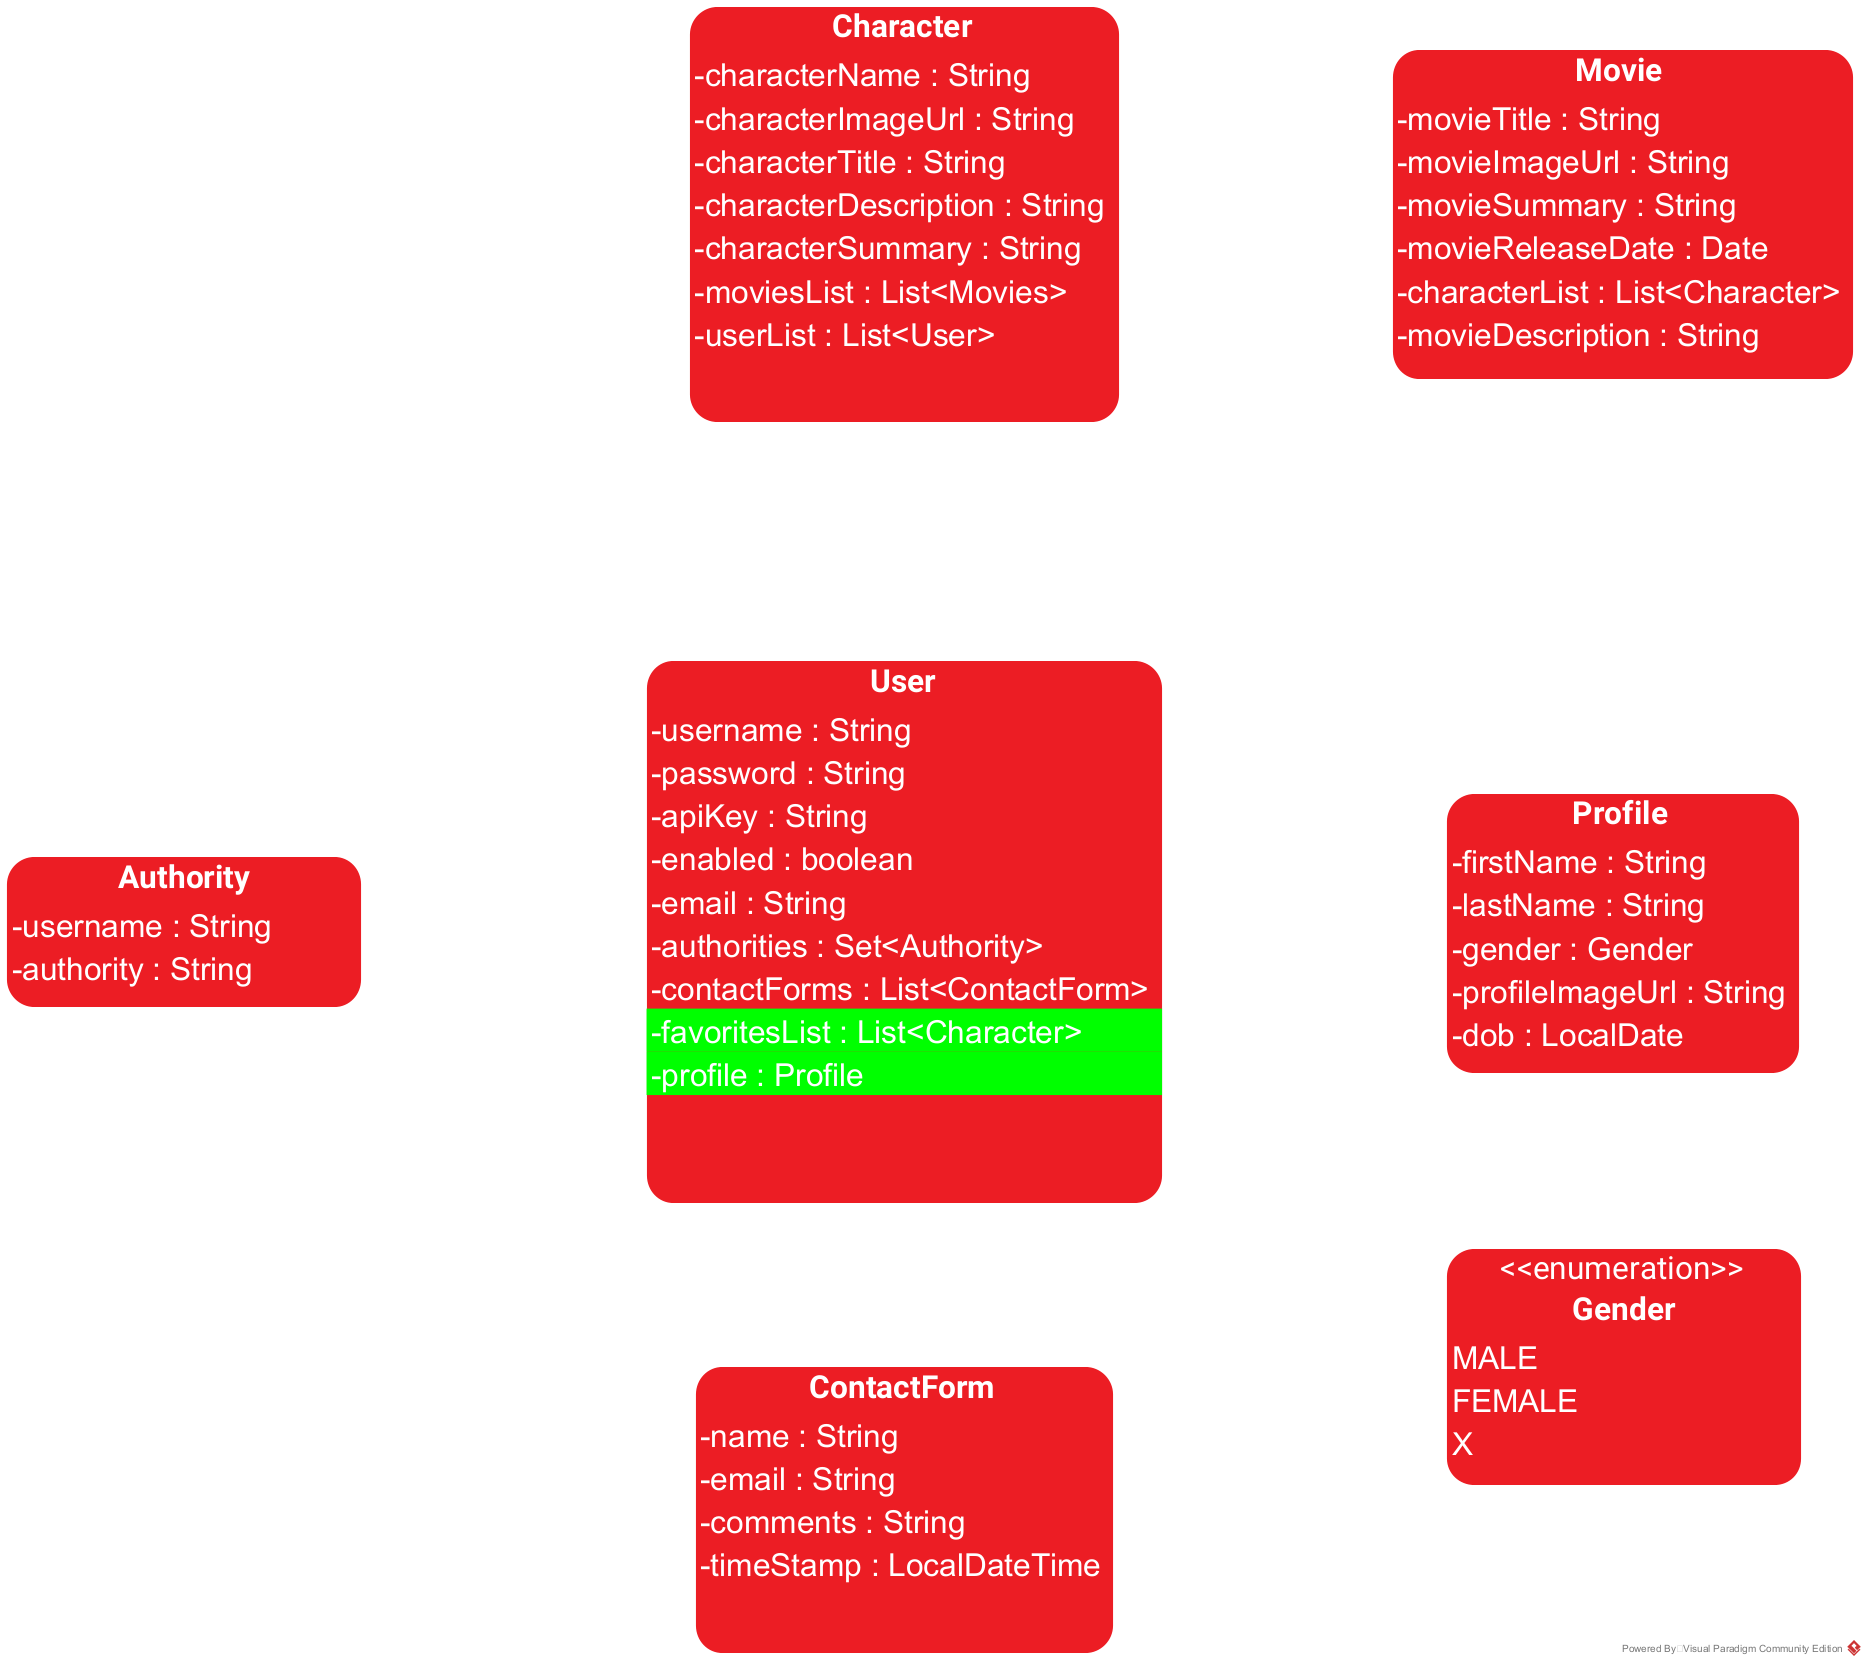 Character
-characterName : String
-characterImageUrl : String
-characterTitle : String
-characterDescription : String
-characterSummary : String
-moviesList : List<Movies>
-userList : List<User>
Movie
-movieTitle : String
-movieImageUrl : String
-movieSummary : String
-movieReleaseDate : Date
-characterList : List<Character>
-movieDescription : String
User
-username : String
-password : String
-apiKey : String
-enabled : boolean
-email : String
-authorities : Set<Authority>
-contactForms : List<ContactForm>
-favoritesList : List<Character>
-profile : Profile
Authority
-username : String
-authority : String
Profile
-firstName : String
-lastName : String
-gender : Gender
-profileImageUrl : String
-dob : LocalDate
<<enumeration>>
Gender
MALE
FEMALE
X
ContactForm
-name : String
-email : String
-comments : String
-timeStamp : LocalDateTime
Powered By Visual Paradigm Community Edition